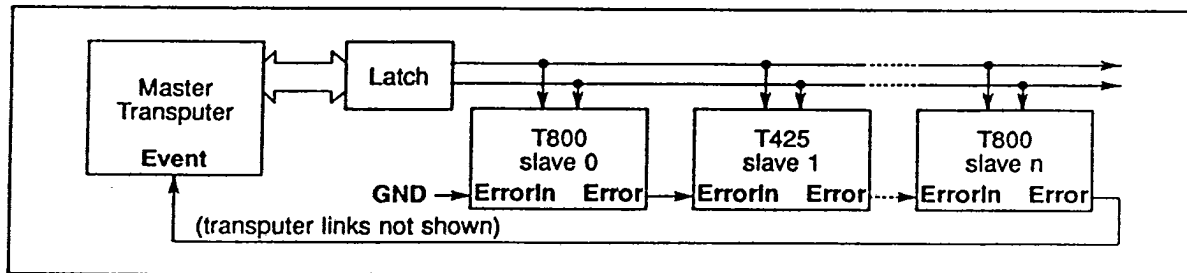 Master
Transputer
Event
Latch
T800
slave 0
ErrorIn Error
T425
slave 1
ErrorIn Error
T800
slave n
ErrorIn Error
GND
(transputer links not shown)